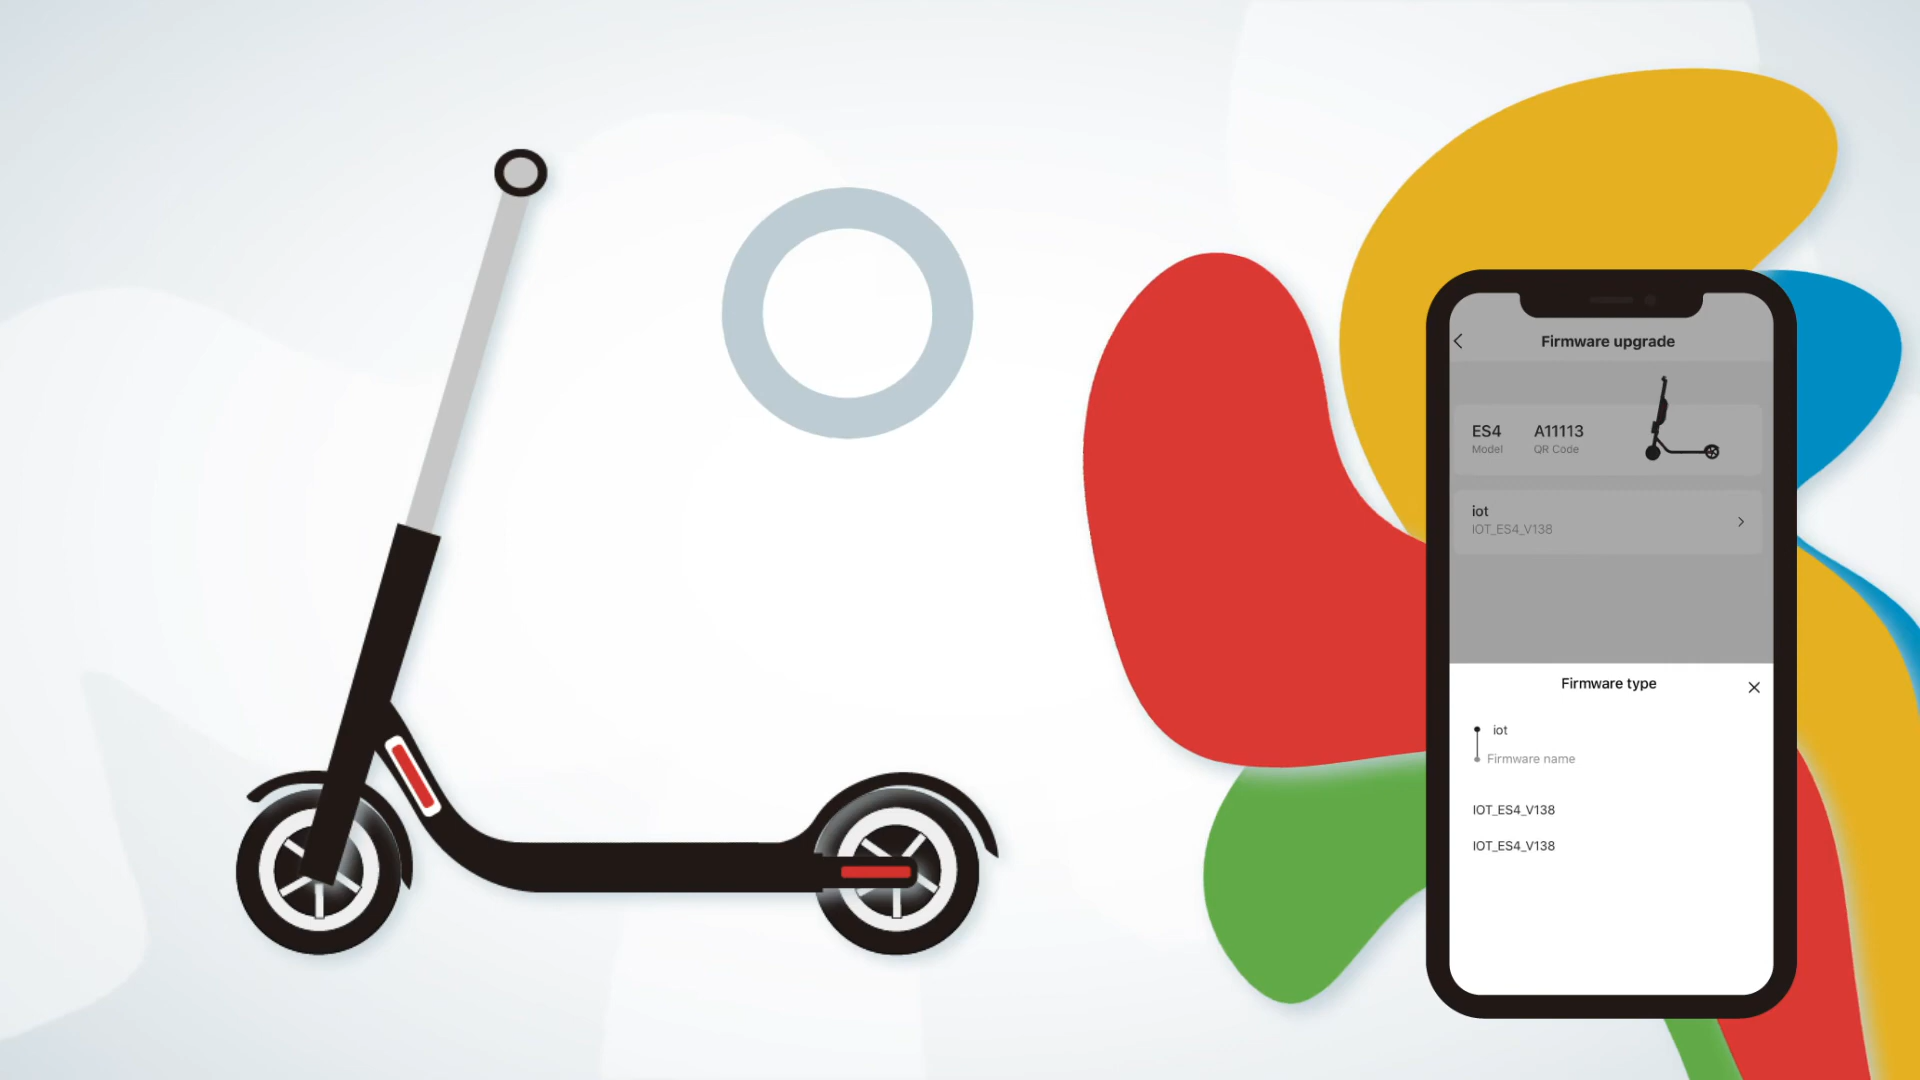 Firmware upgrade
ES4 A11113
Model QR Code
iot
IOT_ES4_V138
Firmware type
iot
Firmware name
IOT_ES4_V138
IOT_ES4_V138